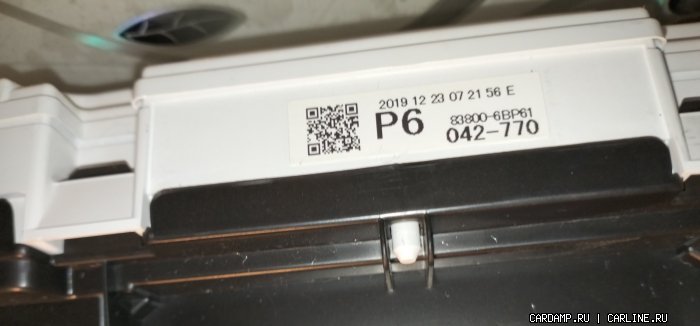 2019 12 23 07 21 56 E
P6
83800-6BP61
042-770
CARDAMP.RU | CARLINE.RU